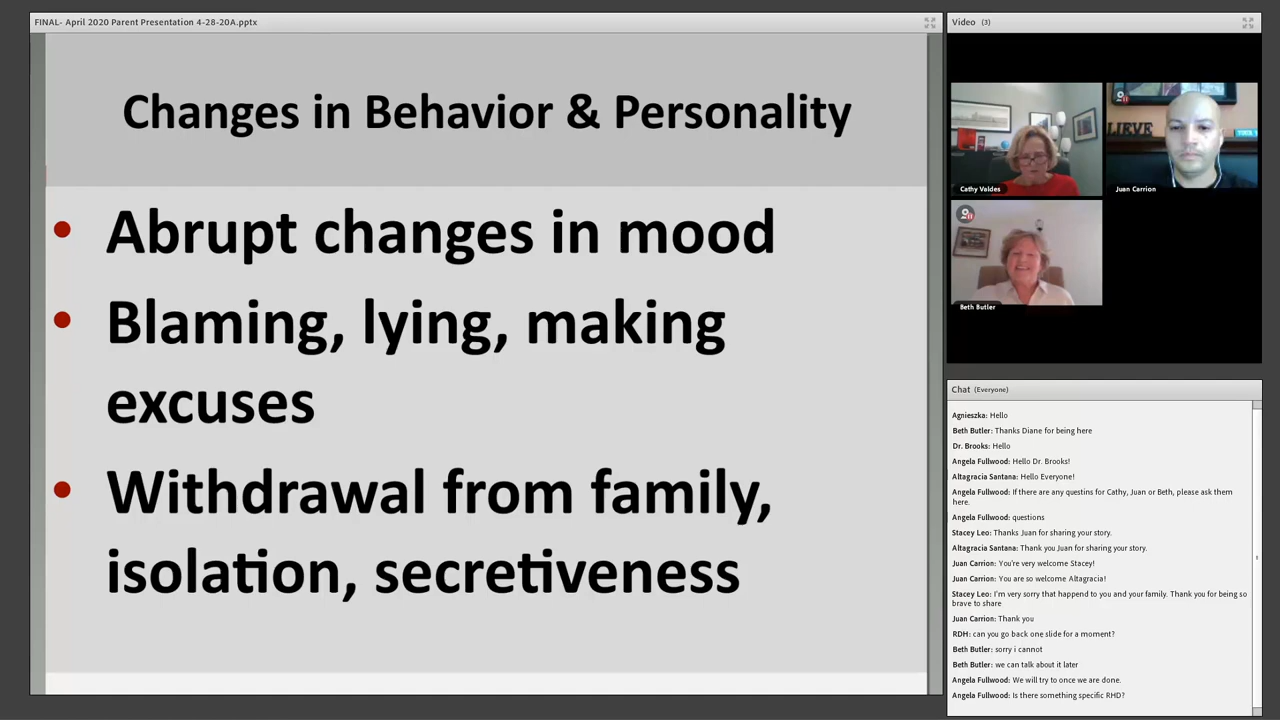 FINAL- April 2020 Parent Presentation 4-28-20A.pptx
Changes in Behavior & Personality
• Abrupt changes in mood
• Blaming, lying, making
excuses
• Withdrawal from family,
isolation, secretiveness
Video (3)
LIEVE
Cathy Valdes
Juan Carrion
Beth Butler
Chat (Everyone)
Agnieszka: Hello
Beth Butler: Thanks Diane for being here
Dr. Brooks: Hello
Angela Fullwood: Hello Dr. Brooks!
Altagracia Santana: Hello Everyone!
Angela Fullwood: If there are any questins for Cathy, Juan or Beth, please ask them
here.
Angela Fullwood: questions
Stacey Leo: Thanks Juan for sharing your story.
Altagracia Santana: Thank you Juan for sharing your story.
Juan Carrion: You're very welcome Stacey!
Juan Carrion: You are so welcome Altagracia!
Stacey Leo: I'm very sorry that happend to you and your family. Thank you for being so
brave to share
Juan Carrion: Thank you
RDH: can you go back one slide for a moment?
Beth Butler: sorry i cannot
Beth Butler: we can talk about it later
Angela Fullwood: We will try to once we are done.
Angela Fullwood: Is there something specific RHD?